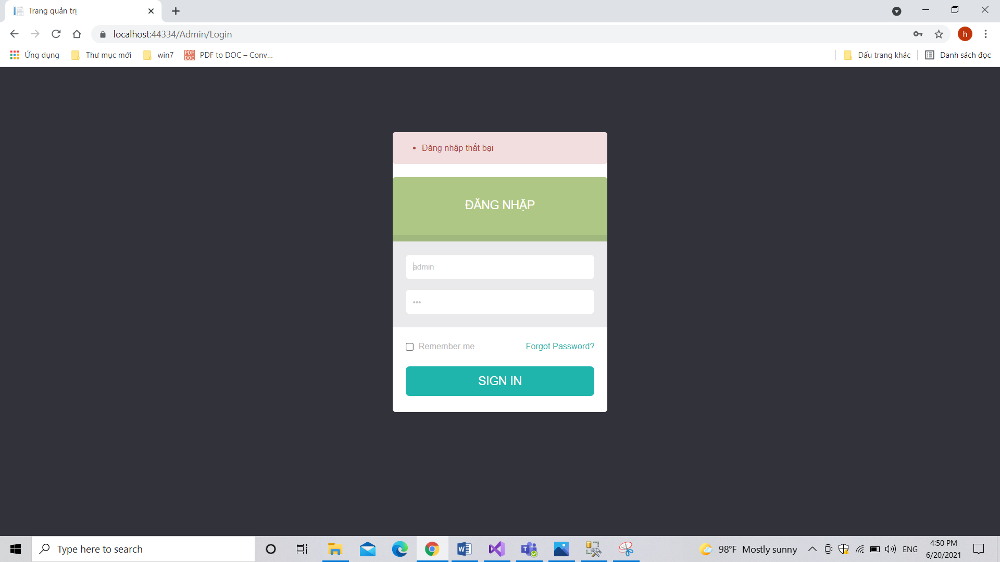 Trang quản trị
localhost:44334/Admin/Login
h
Ứng dụng
Thư mục mới
win7
PDF DOC
PDF to DOC – Conv...
Dấu trang khác
Danh sách đọc
Đăng nhập thất bại
ĐĂNG NHẬP
admin
•••
Remember me
Forgot Password?
SIGN IN
Type here to search
98°F Mostly sunny
ENG
4:50 PM
6/20/2021